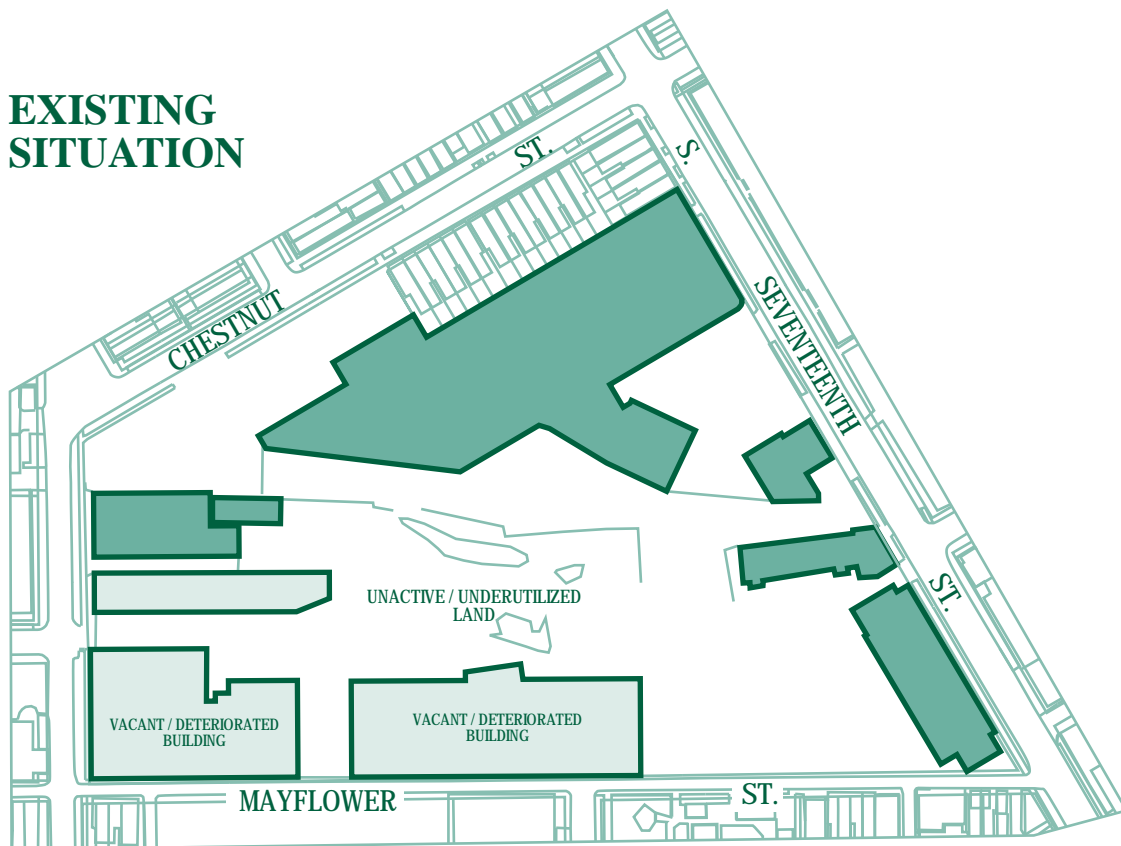 EXISTING
SITUATION
CHESTNUT ST.
S. SEVENTEENTH ST.
UNACTIVE / UNDERUTILIZED
LAND
VACANT / DETERIORATED
BUILDING
VACANT / DETERIORATED
BUILDING
MAYFLOWER ST.